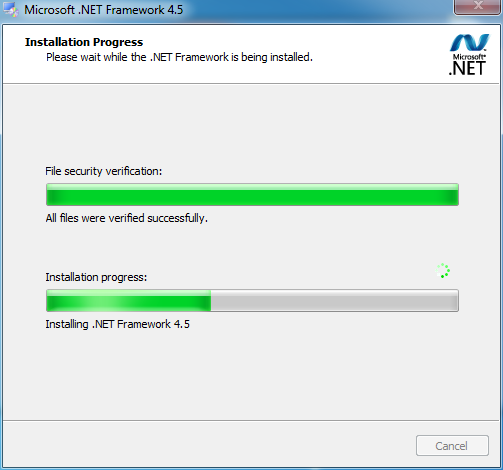 Microsoft .NET Framework 4.5
Installation Progress
Please wait while the .NET Framework is being installed.
Microsoft®
.NET
File security verification:
All files were verified successfully.
Installation progress:
Installing .NET Framework 4.5
Cancel